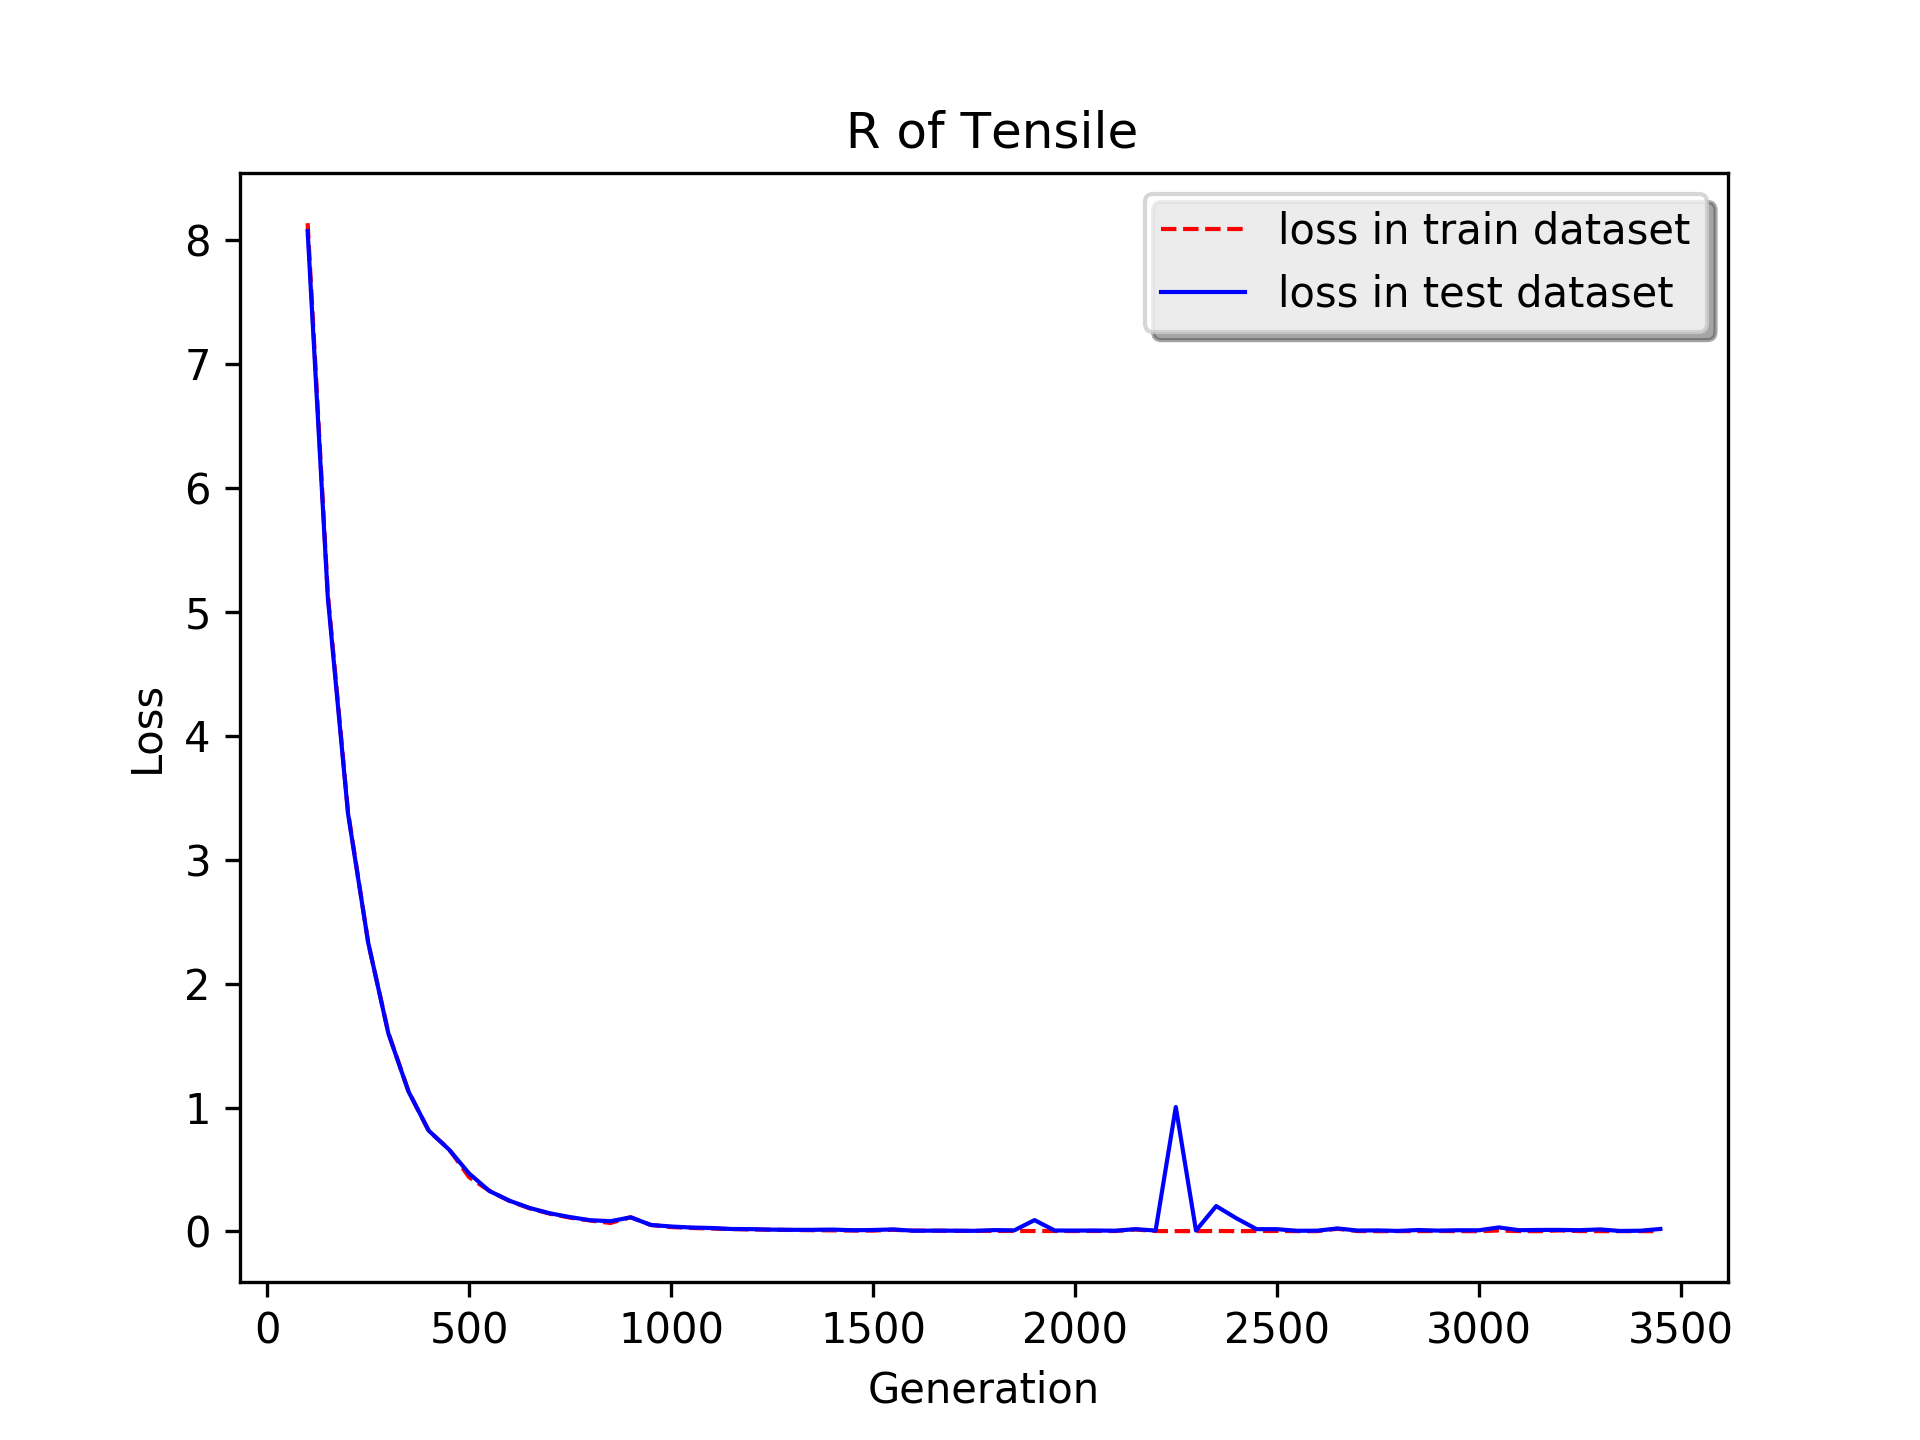 R of Tensile
loss in train dataset
loss in test dataset
8
7
6
5
4
3
2
1
0
Loss
0 500 1000 1500 2000 2500 3000 3500
Generation